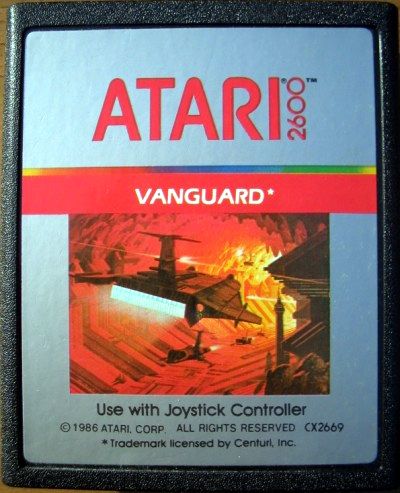 ATARI® 2600™
VANGUARD*
Use with Joystick Controller
© 1986 ATARI, CORP. ALL RIGHTS RESERVED CX2669
* Trademark licensed by Centuri, Inc.